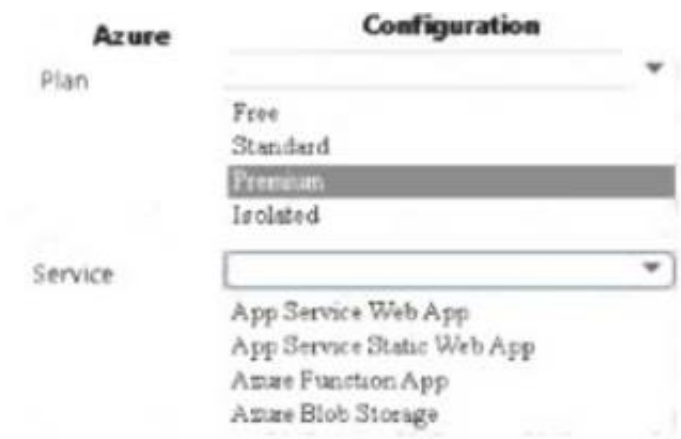 Azure Configuration
Plan
Free
Standard
Premium
Isolated
Service
App Service Web App
App Service Static Web App
Azure Function App
Azure Blob Storage